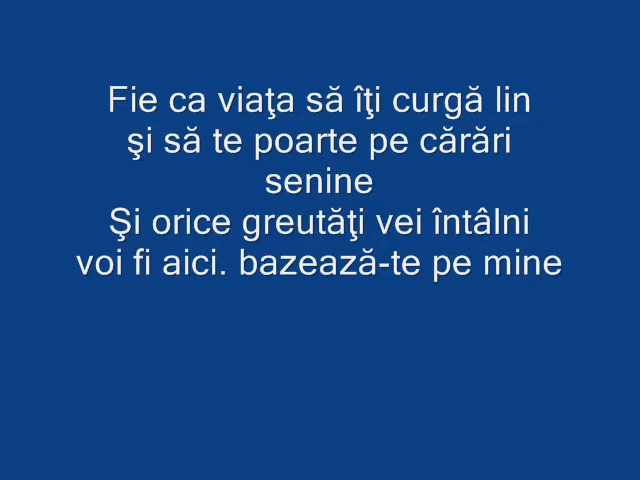 Fie ca viaţa să îţi curgă lin
şi să te poarte pe cărări
senine
Şi orice greutăţi vei întâlni
voi fi aici. bazează-te pe mine